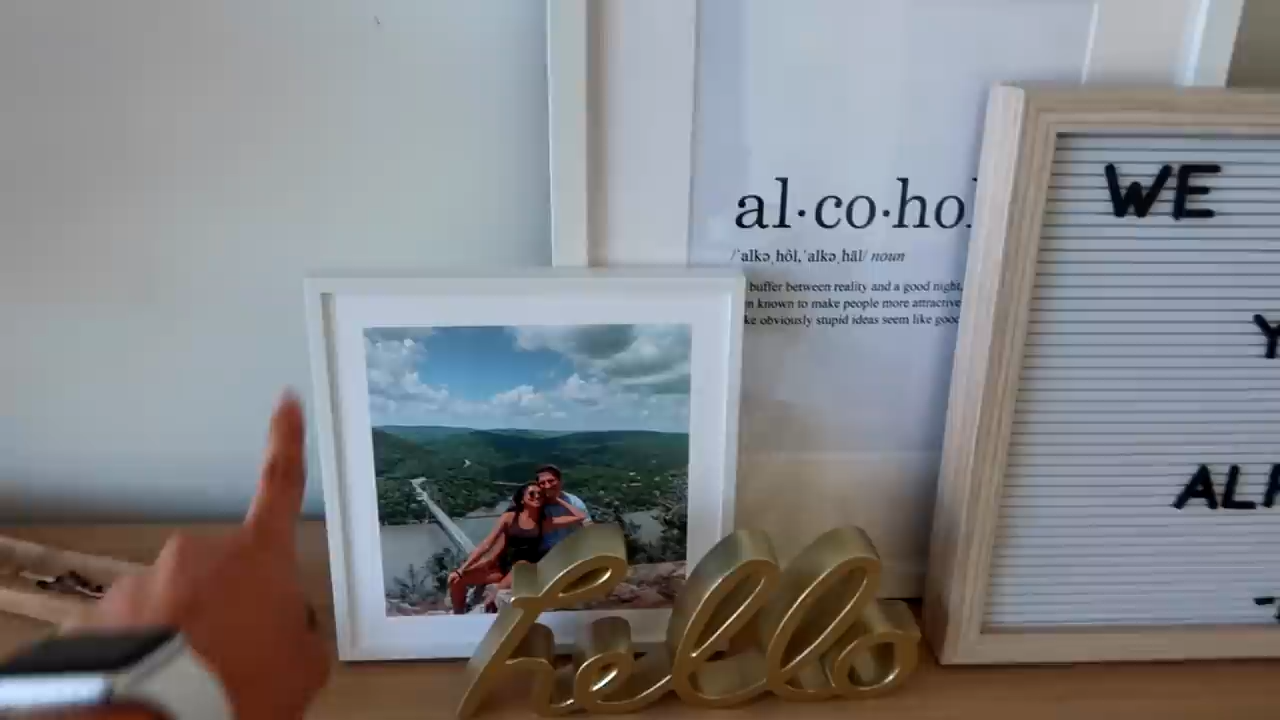 al·co·hol
/ˈalkəˌhôl, ˈalkəˌhäl/ noun
buffer between reality and a good night,
known to make people more attractive
obviously stupid ideas seem like good
WE
Y
AL
hello